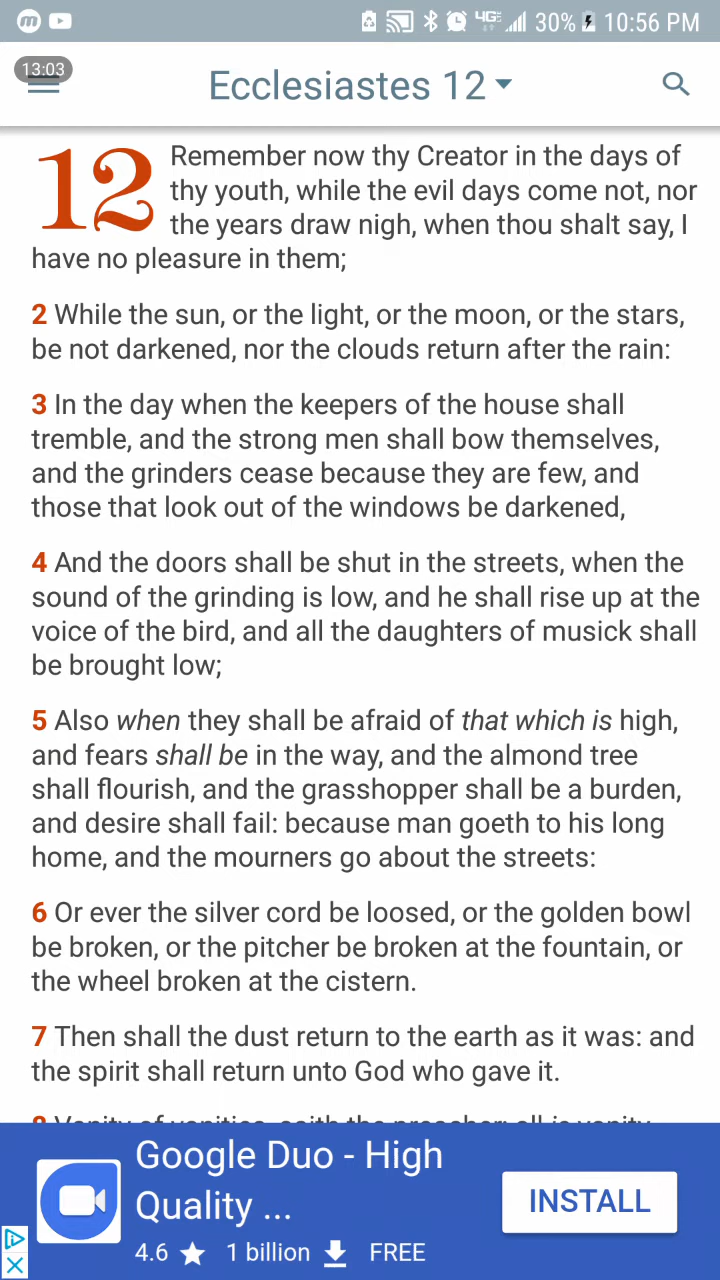 30% 10:56 PM
13:03
Ecclesiastes 12
12 Remember now thy Creator in the days of
thy youth, while the evil days come not, nor
the years draw nigh, when thou shalt say, I
have no pleasure in them;
2 While the sun, or the light, or the moon, or the stars,
be not darkened, nor the clouds return after the rain:
3 In the day when the keepers of the house shall
tremble, and the strong men shall bow themselves,
and the grinders cease because they are few, and
those that look out of the windows be darkened,
4 And the doors shall be shut in the streets, when the
sound of the grinding is low, and he shall rise up at the
voice of the bird, and all the daughters of musick shall
be brought low;
5 Also when they shall be afraid of that which is high,
and fears shall be in the way, and the almond tree
shall flourish, and the grasshopper shall be a burden,
and desire shall fail: because man goeth to his long
home, and the mourners go about the streets:
6 Or ever the silver cord be loosed, or the golden bowl
be broken, or the pitcher be broken at the fountain, or
the wheel broken at the cistern.
7 Then shall the dust return to the earth as it was: and
the spirit shall return unto God who gave it.
8 Vanity of vanities, saith the preacher; all is vanity.
Google Duo - High
Quality ...
INSTALL
4.6 ★ 1 billion FREE